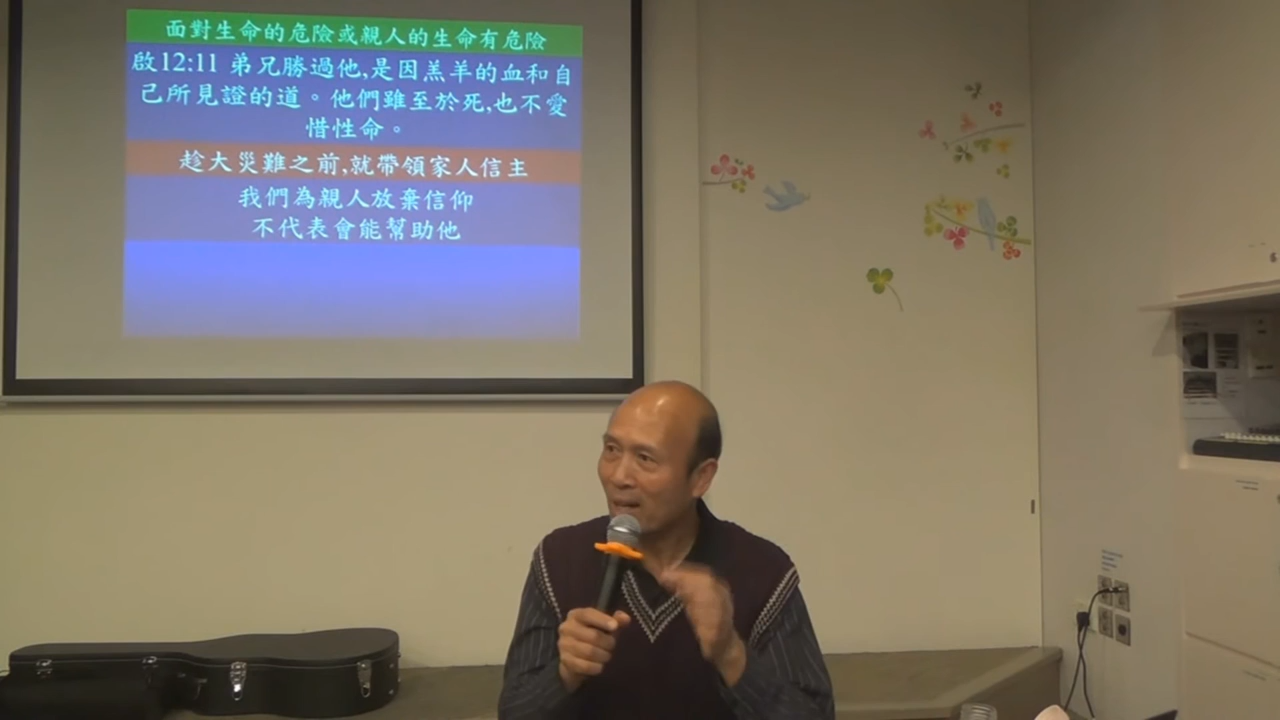 面對生命的危險或親人的生命有危險
啟12:11 弟兄勝過他,是因羔羊的血和自
己所見證的道。他們雖至於死,也不愛
惜性命。
趁大災難之前,就帶領家人信主
我們為親人放棄信仰
不代表會能幫助他